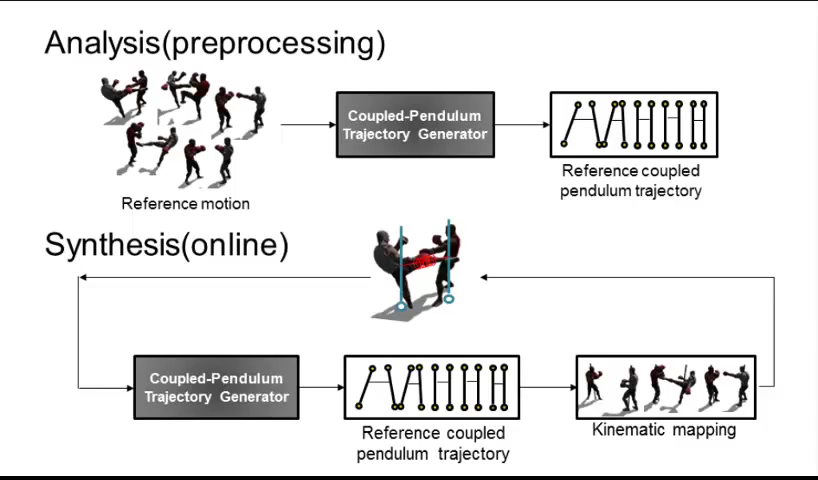 Analysis(preprocessing)
Coupled-Pendulum
Trajectory Generator
Reference coupled
pendulum trajectory
Reference motion
Synthesis(online)
Coupled-Pendulum
Trajectory Generator
Reference coupled
pendulum trajectory
Kinematic mapping